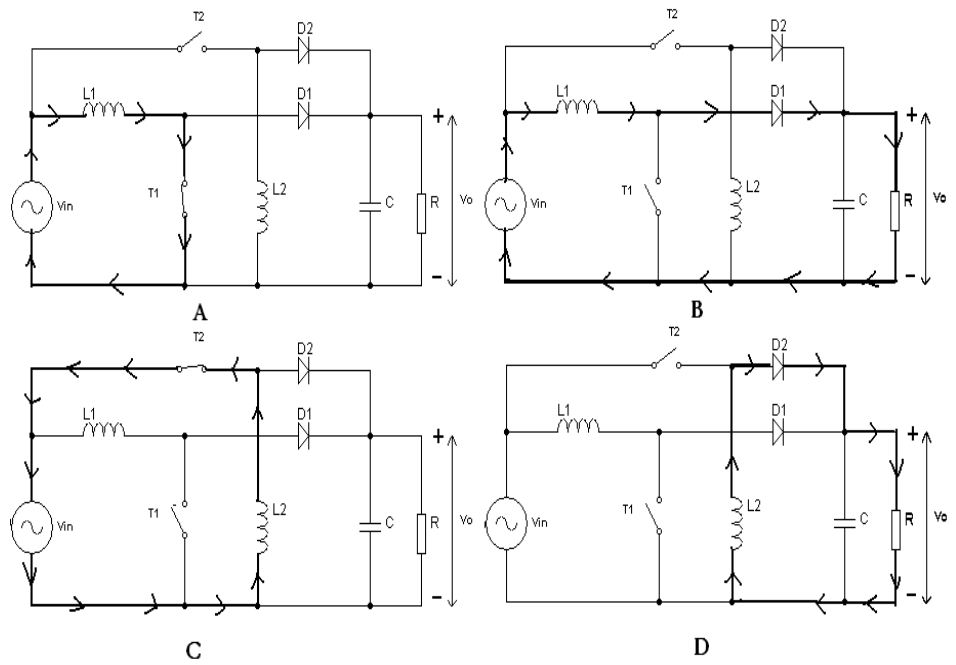 T2
D2
L1
D1
+
Vin
T1
L2
C
R
Vo
-
A
T2
D2
L1
D1
+
Vin
T1
L2
C
R
Vo
-
B
T2
D2
L1
D1
+
Vin
T1
L2
C
R
Vo
-
C
T2
D2
L1
D1
+
Vin
T1
L2
C
R
Vo
-
D